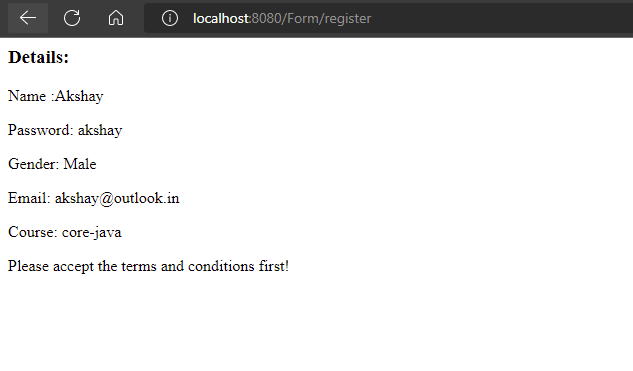 localhost:8080/Form/register
Details:
Name :Akshay
Password: akshay
Gender: Male
Email: akshay@outlook.in
Course: core-java
Please accept the terms and conditions first!